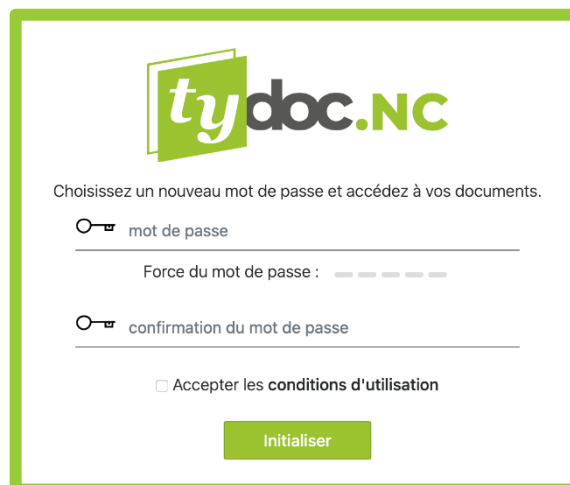 tydoc.NC
Choisissez un nouveau mot de passe et accédez à vos documents.
mot de passe
Force du mot de passe :
confirmation du mot de passe
Accepter les conditions d'utilisation
Initialiser